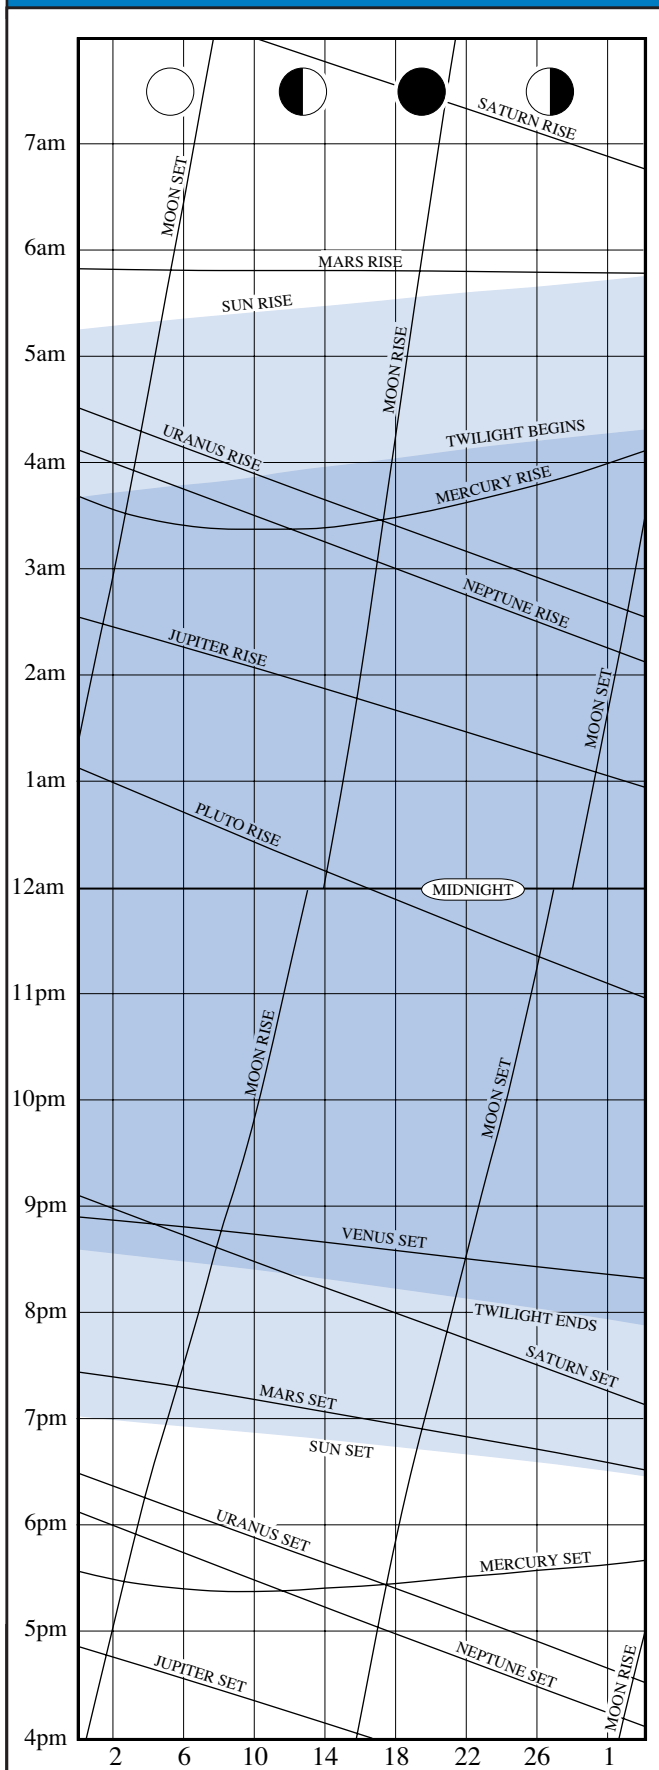 SATURN RISE
7am
MOON SET
6am
MARS RISE
SUN RISE
5am
MOON RISE
TWILIGHT BEGINS
URANUS RISE
4am
MERCURY RISE
3am
NEPTUNE RISE
JUPITER RISE
2am
MOON SET
1am
PLUTO RISE
12am
MIDNIGHT
11pm
MOON RISE
10pm
MOON SET
9pm
VENUS SET
8pm
TWILIGHT ENDS
SATURN SET
MARS SET
7pm
SUN SET
6pm
URANUS SET
MERCURY SET
5pm
NEPTUNE SET
JUPITER SET
MOON RISE
4pm
2 6 10 14 18 22 26 1